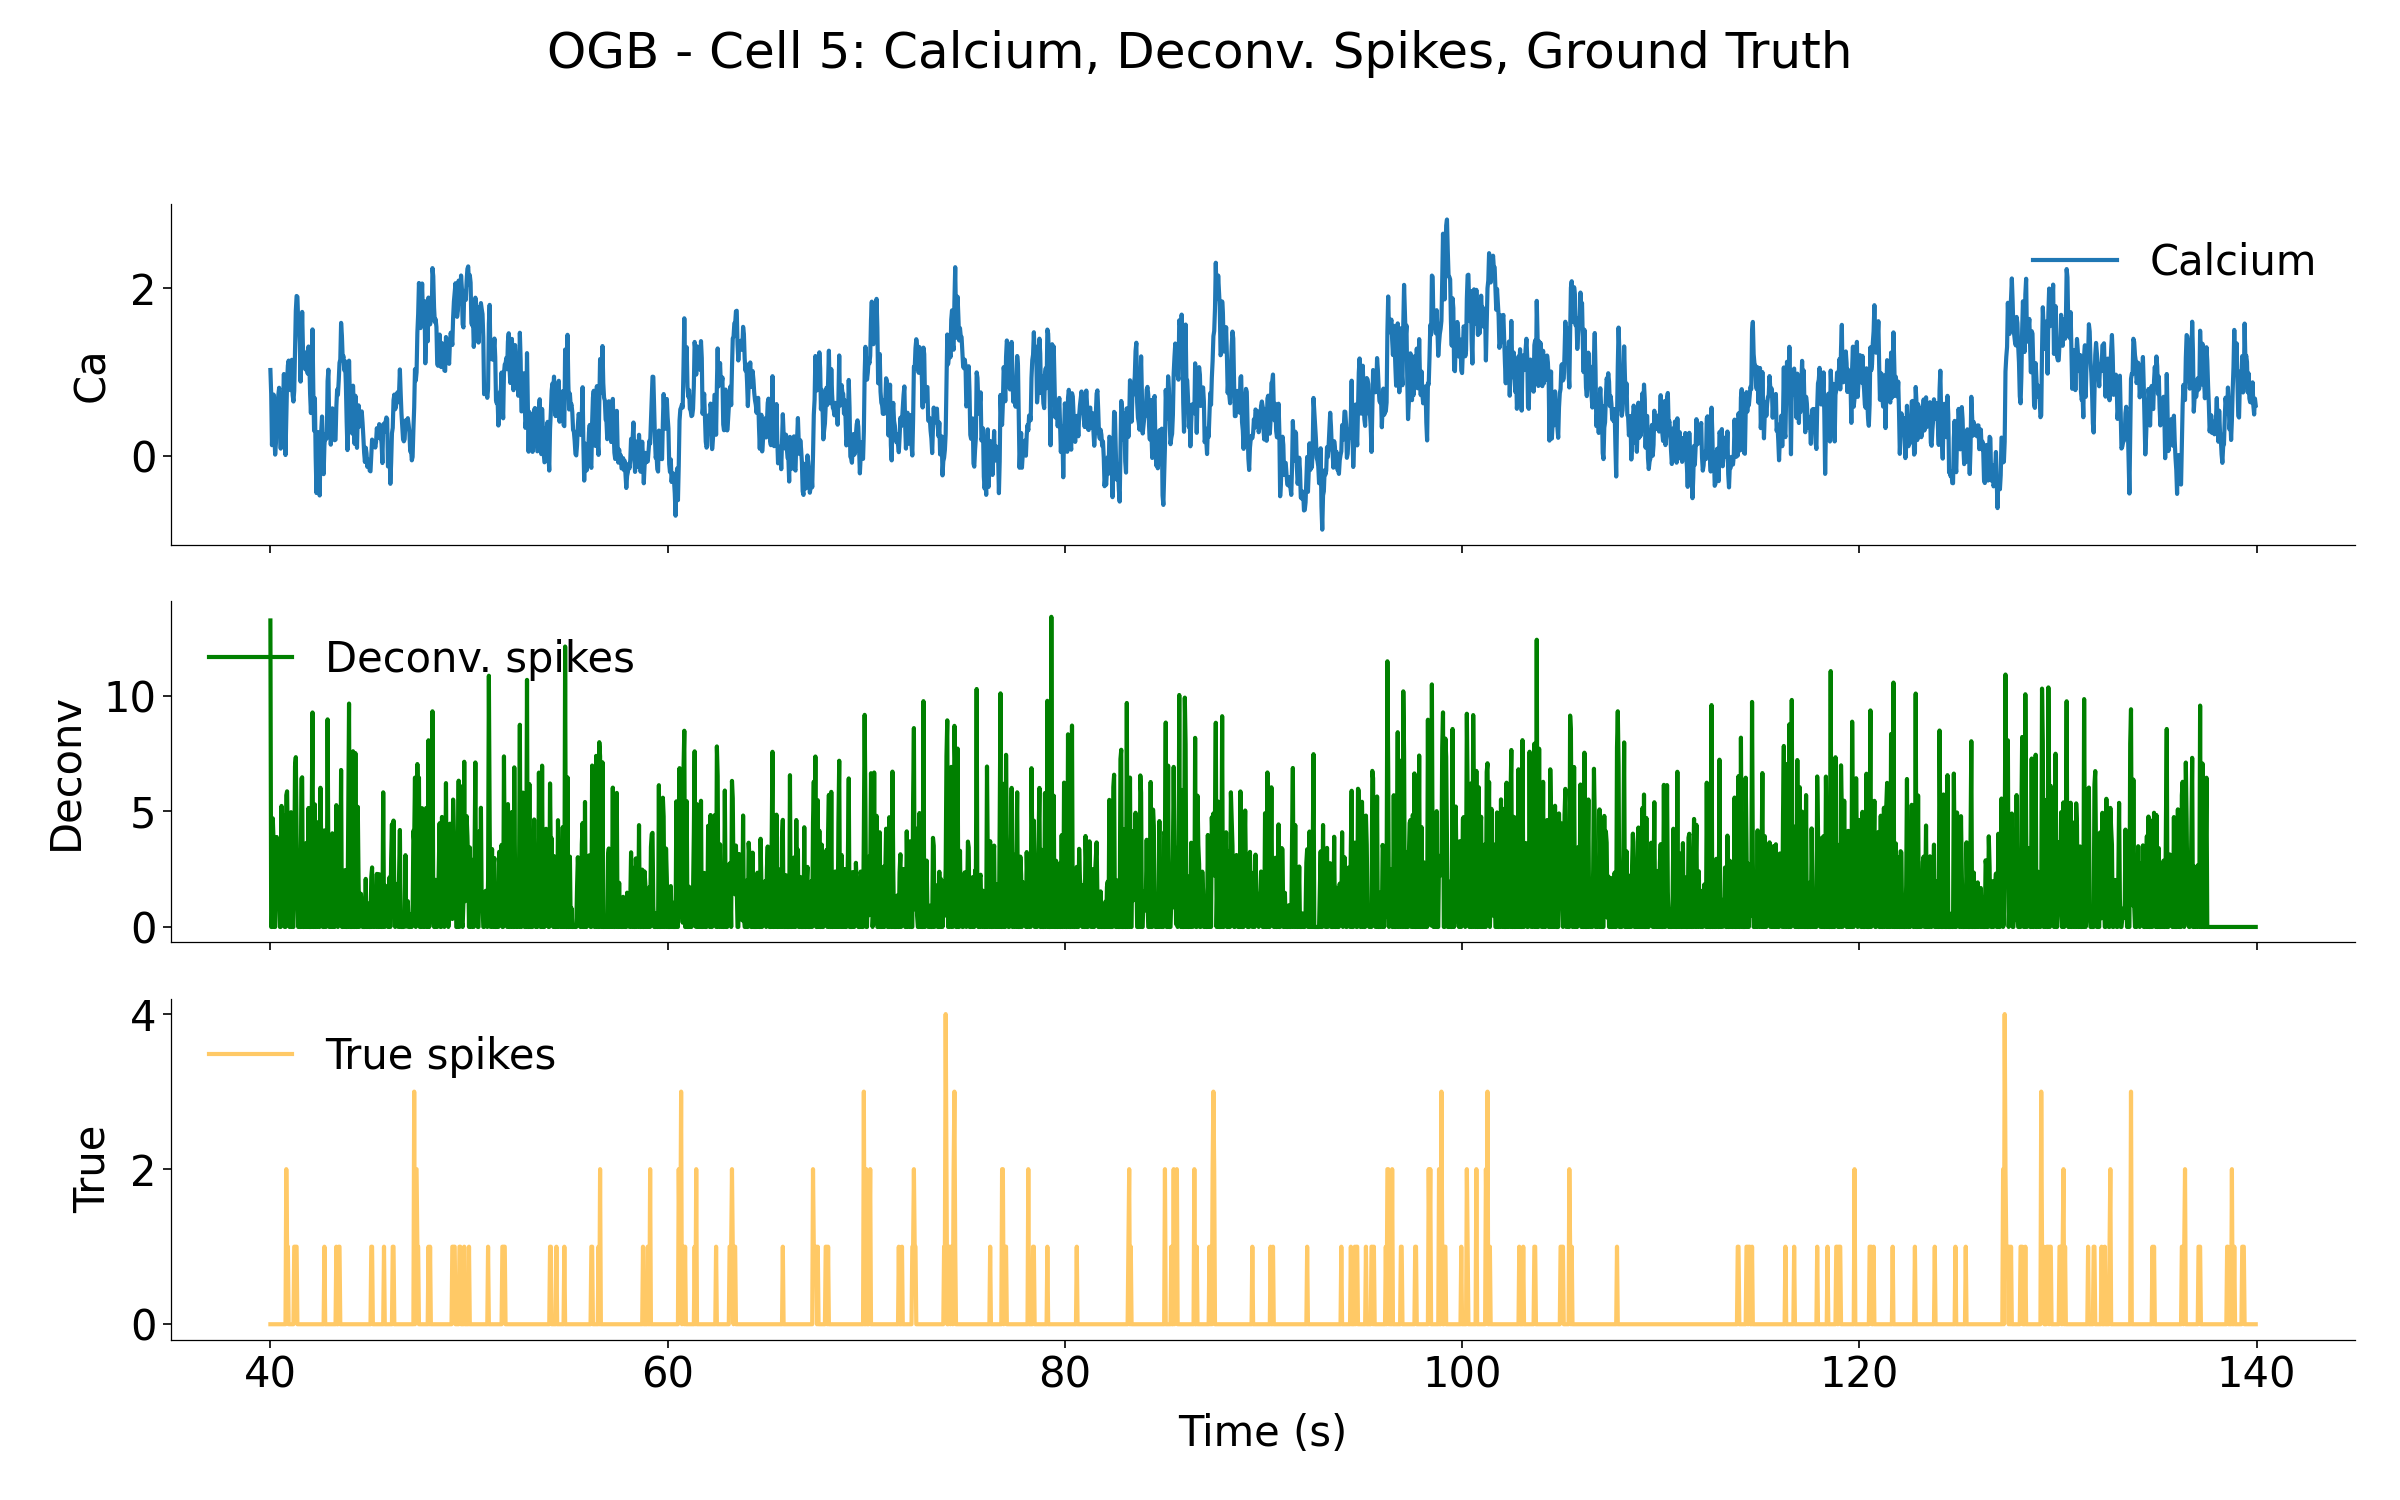 OGB - Cell 5: Calcium, Deconv. Spikes, Ground Truth
Ca
2
0
Calcium
Deconv
10
5
0
Deconv. spikes
True
4
2
0
True spikes
40 60 80 100 120 140
Time (s)